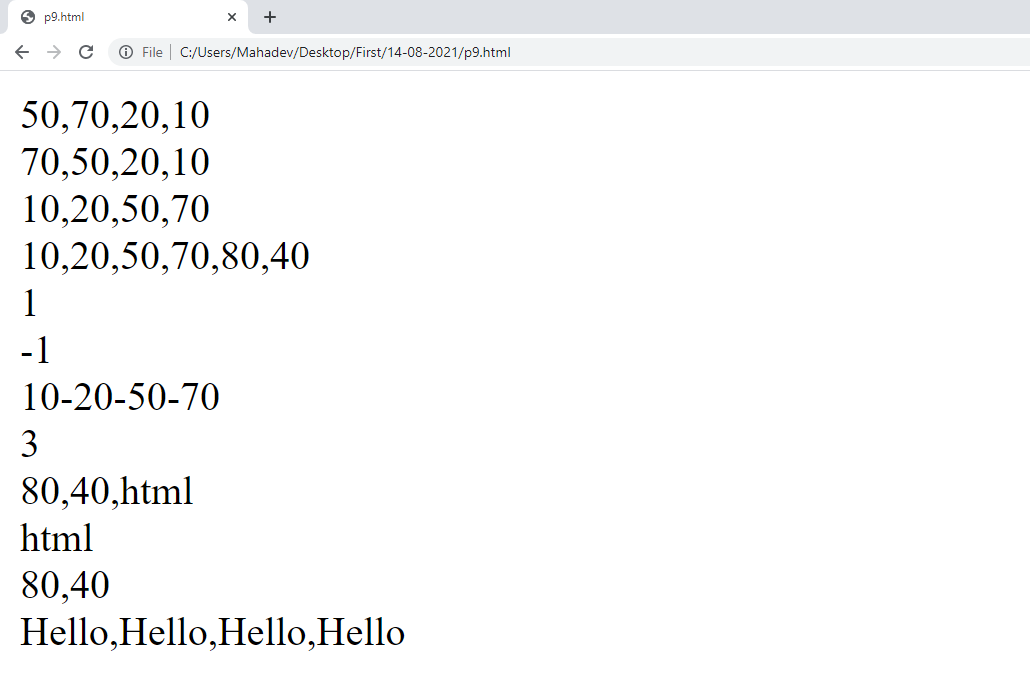 p9.html
File C:/Users/Mahadev/Desktop/First/14-08-2021/p9.html
50,70,20,10
70,50,20,10
10,20,50,70
10,20,50,70,80,40
1
-1
10-20-50-70
3
80,40,html
html
80,40
Hello,Hello,Hello,Hello